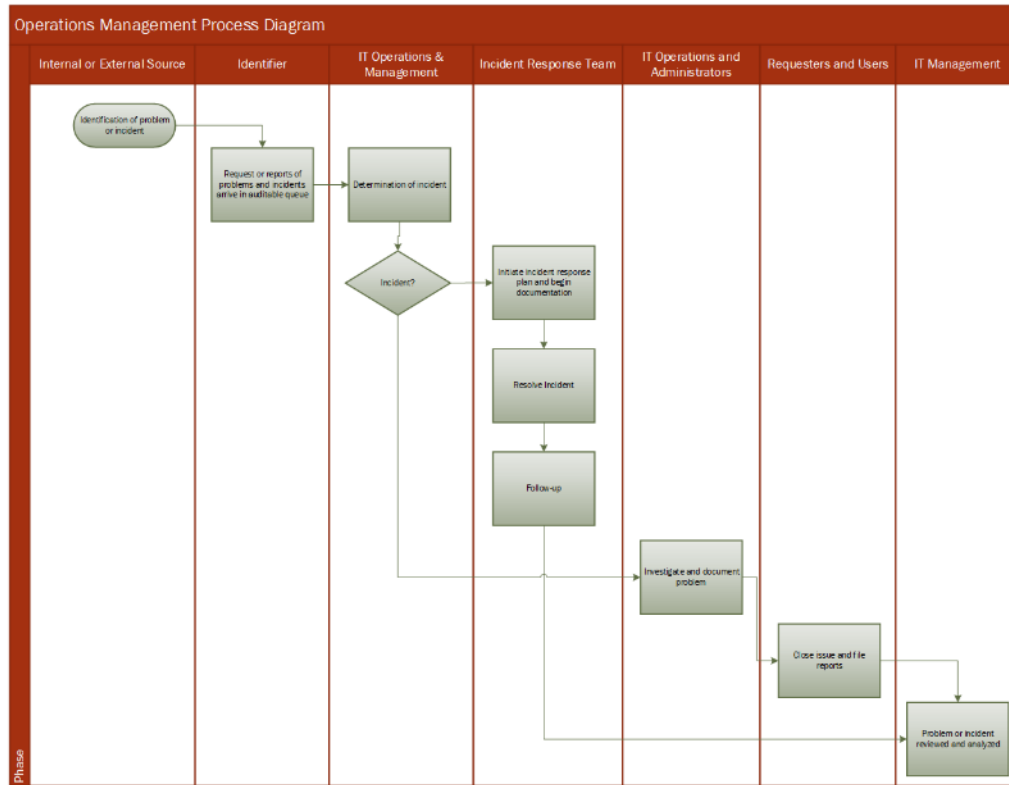 Operations Management Process Diagram
Internal or External Source
Identifier
IT Operations &
Management
Incident Response Team
IT Operations and
Administrators
Requesters and Users
IT Management
Identification of problem
or incident
Request or reports of
problems and incidents
arrive in auditable queue
Determination of incident
Incident?
Initiate incident response
plan and begin
documentation
Resolve Incident
Follow-up
Investigate and document
problem
Close issue and file
reports
Problem or incident
reviewed and analyzed
Phase